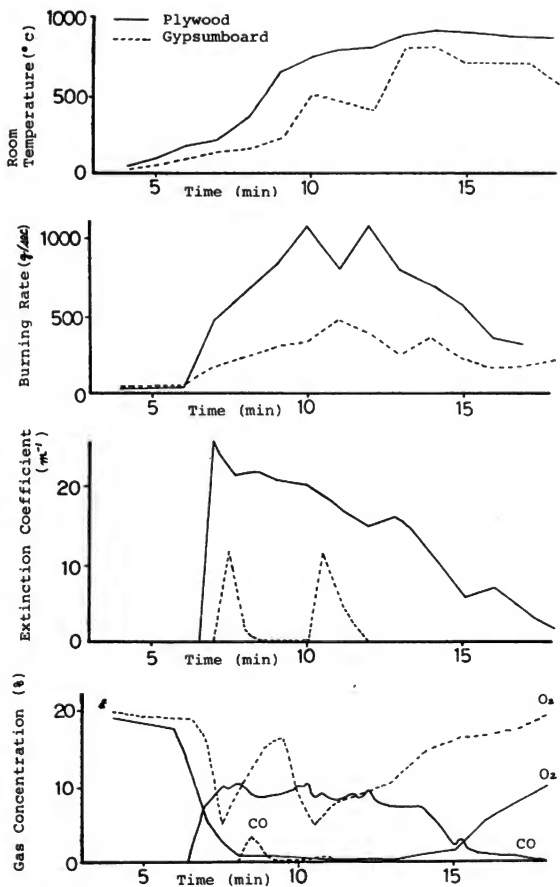 Plywood
Gypsumboard
Room
Temperature(°c)
1000
500
0
5
10
15
Time (min)
Burning Rate(g/sec)
1000
500
0
5
10
15
Time (min)
Extinction Coefficient
(m⁻¹)
20
10
0
5
10
15
Time (min)
Gas Concentration (%)
20
10
0
O₂
O₂
CO
CO
5
10
15
Time (min)